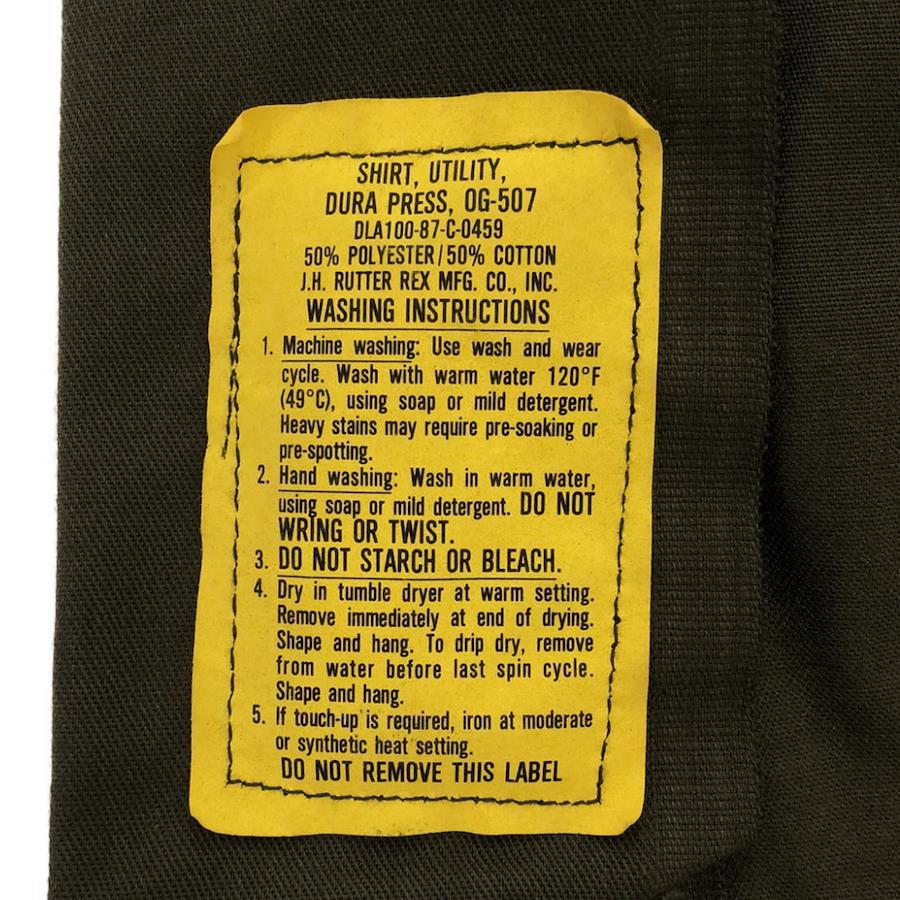 SHIRT, UTILITY,
DURA PRESS, OG-507
DLA100-87-C-0459
50% POLYESTER/50% COTTON
J.H. RUTTER REX MFG. CO., INC.
WASHING INSTRUCTIONS
1. Machine washing: Use wash and wear
cycle. Wash with warm water 120°F
(49°C), using soap or mild detergent.
Heavy stains may require pre-soaking or
pre-spotting.
2. Hand washing: Wash in warm water,
using soap or mild detergent. DO NOT
WRING OR TWIST.
3. DO NOT STARCH OR BLEACH.
4. Dry in tumble dryer at warm setting.
Remove immediately at end of drying.
Shape and hang. To drip dry, remove
from water before last spin cycle.
Shape and hang.
5. If touch-up is required, iron at moderate
or synthetic heat setting.
DO NOT REMOVE THIS LABEL